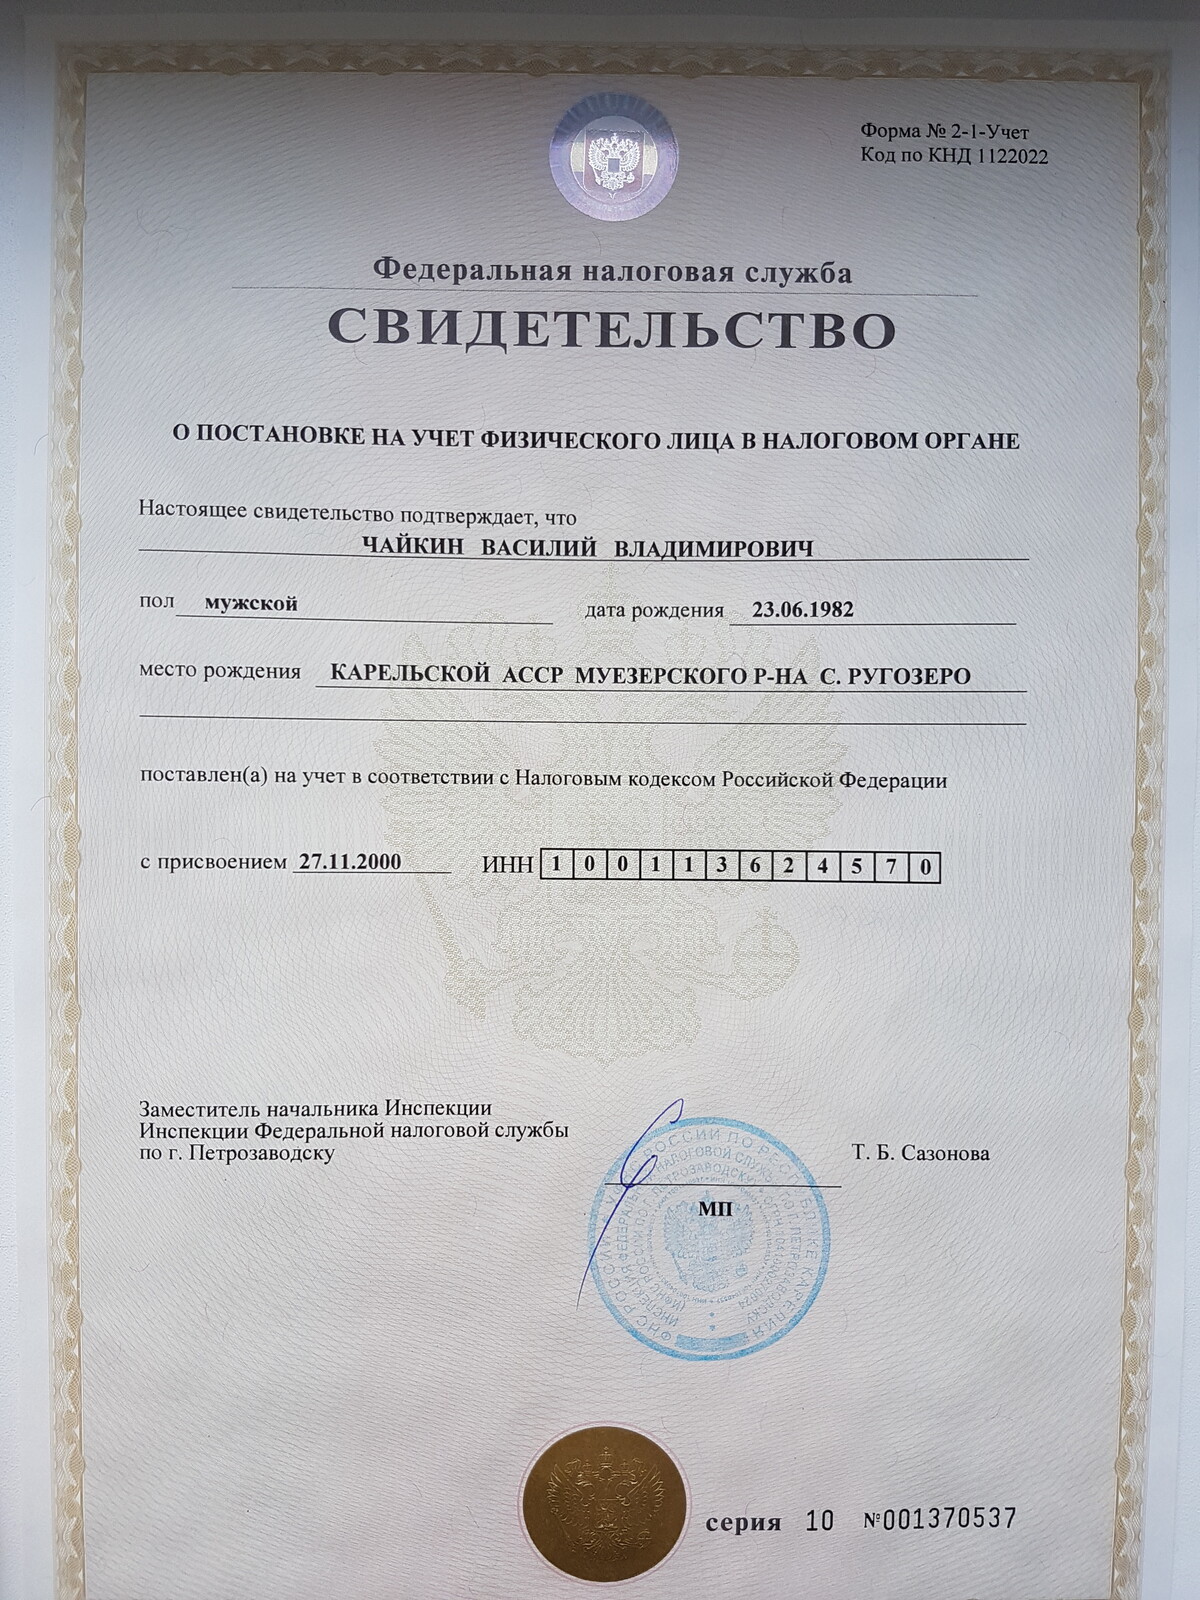 Форма № 2-1-Учет
Код по КНД 1122022
Федеральная налоговая служба
СВИДЕТЕЛЬСТВО
О ПОСТАНОВКЕ НА УЧЕТ ФИЗИЧЕСКОГО ЛИЦА В НАЛОГОВОМ ОРГАНЕ
Настоящее свидетельство подтверждает, что
ЧАЙКИН ВАСИЛИЙ ВЛАДИМИРОВИЧ
пол мужской дата рождения 23.06.1982
место рождения КАРЕЛЬСКОЙ АССР МУЕЗЕРСКОГО Р-НА С. РУГОЗЕРО
поставлен(а) на учет в соответствии с Налоговым кодексом Российской Федерации
с присвоением 27.11.2000 ИНН 100113624570
Заместитель начальника Инспекции
Инспекции Федеральной налоговой службы
по г. Петрозаводску
Т. Б. Сазонова
МП
серия 10 №001370537